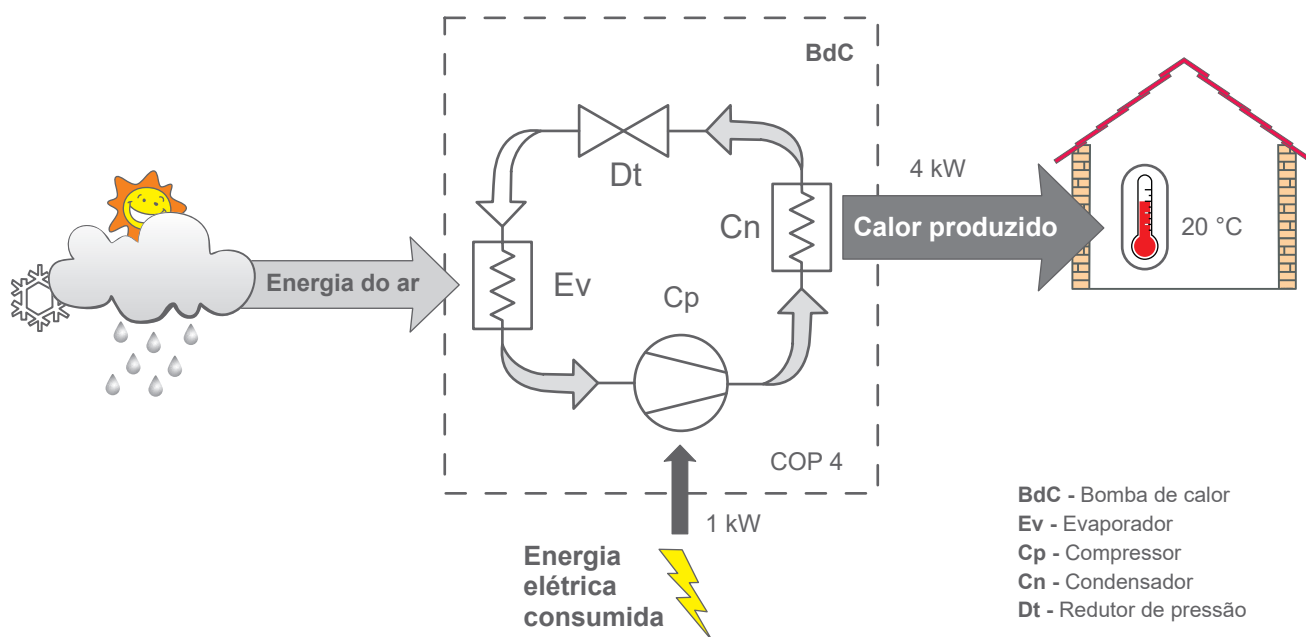 BdC
Dt
4 kW
Cn
Calor produzido
20 °C
Energia do ar
Ev
Cp
COP 4
1 kW
Energia
elétrica
consumida
BdC - Bomba de calor
Ev - Evaporador
Cp - Compressor
Cn - Condensador
Dt - Redutor de pressão